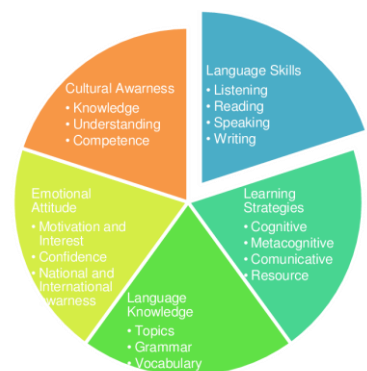 Cultural Awarness
• Knowledge
• Understanding
• Competence
Language Skills
• Listening
• Reading
• Speaking
• Writing
Learning
Strategies
• Cognitive
• Metacognitive
• Comunicative
• Resource
Language
Knowledge
• Topics
• Grammar
• Vocabulary
Emotional
Attitude
• Motivation and
Interest
• Confidence
• National and
International
Awarness